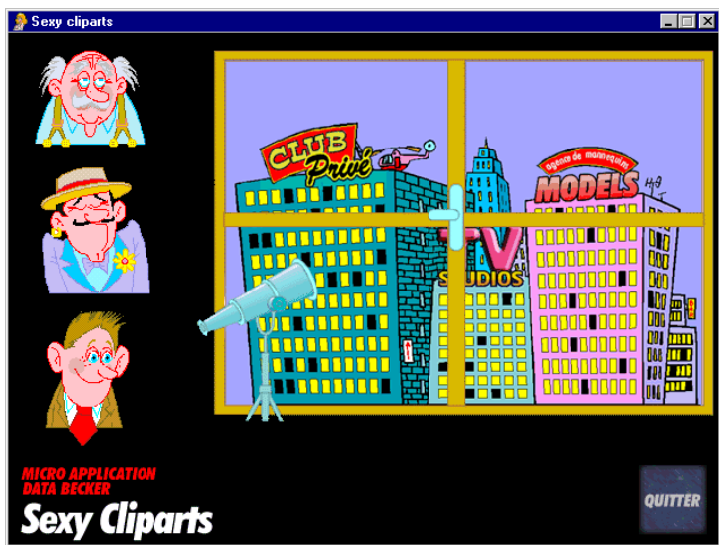 Sexy cliparts
CLUB
Privé
agence de mannequins
MODELS
TV
STUDIOS
MICRO APPLICATION
DATA BECKER
Sexy Cliparts
QUITTER